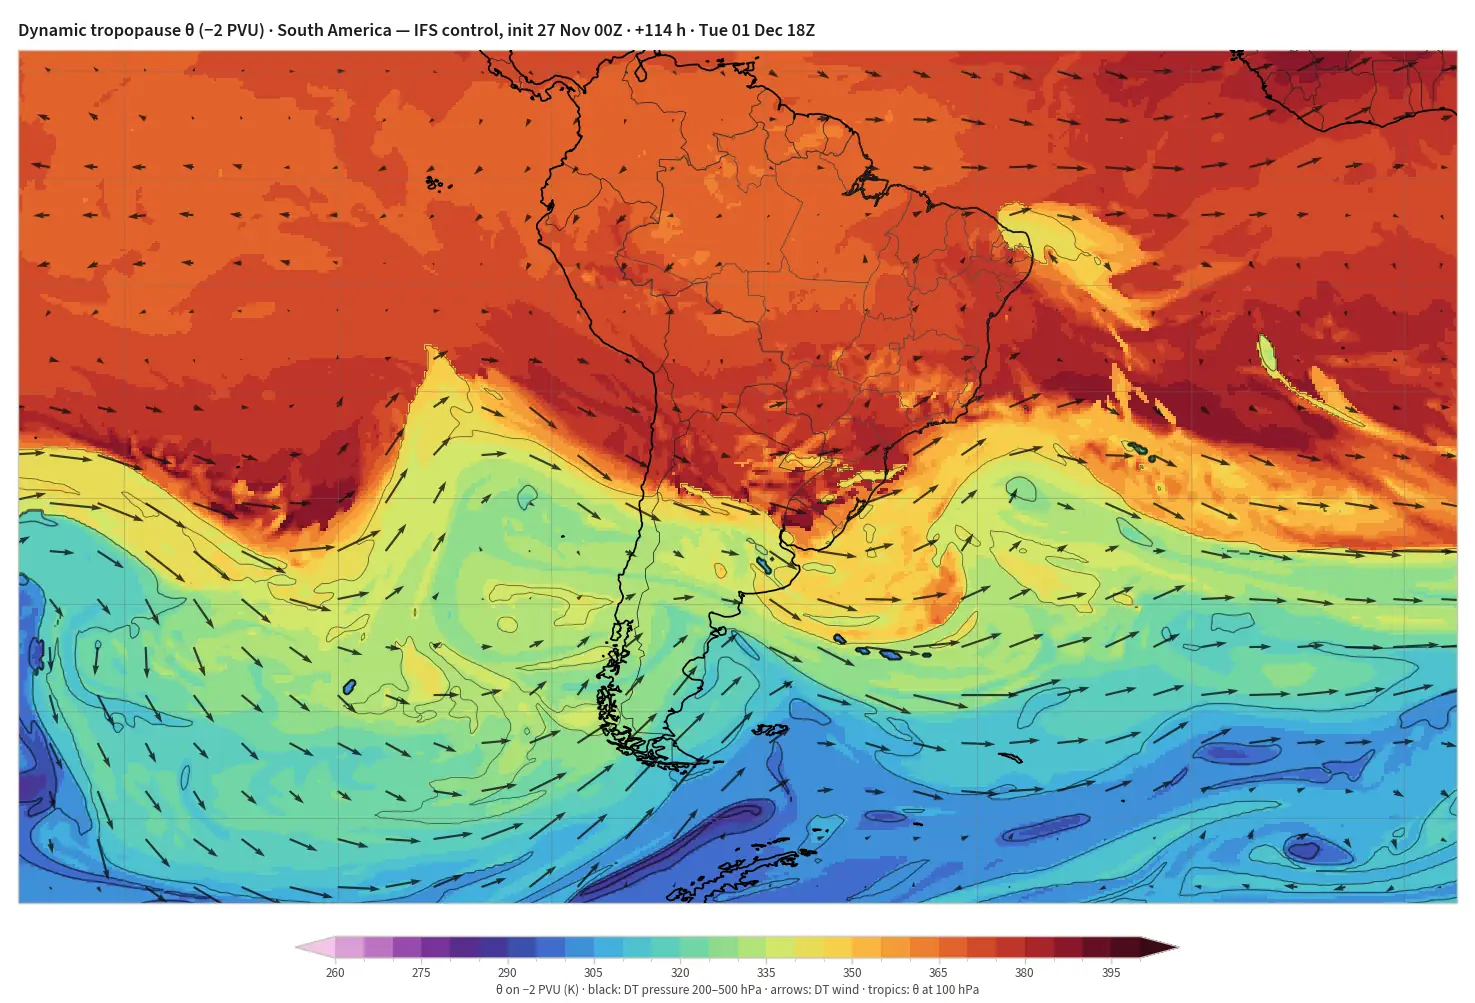 Dynamic tropopause θ (−2 PVU) · South America — IFS control, init 27 Nov 00Z · +114 h · Tue 01 Dec 18Z
260 275 290 305 320 335 350 365 380 395
θ on −2 PVU (K) · black: DT pressure 200–500 hPa · arrows: DT wind · tropics: θ at 100 hPa